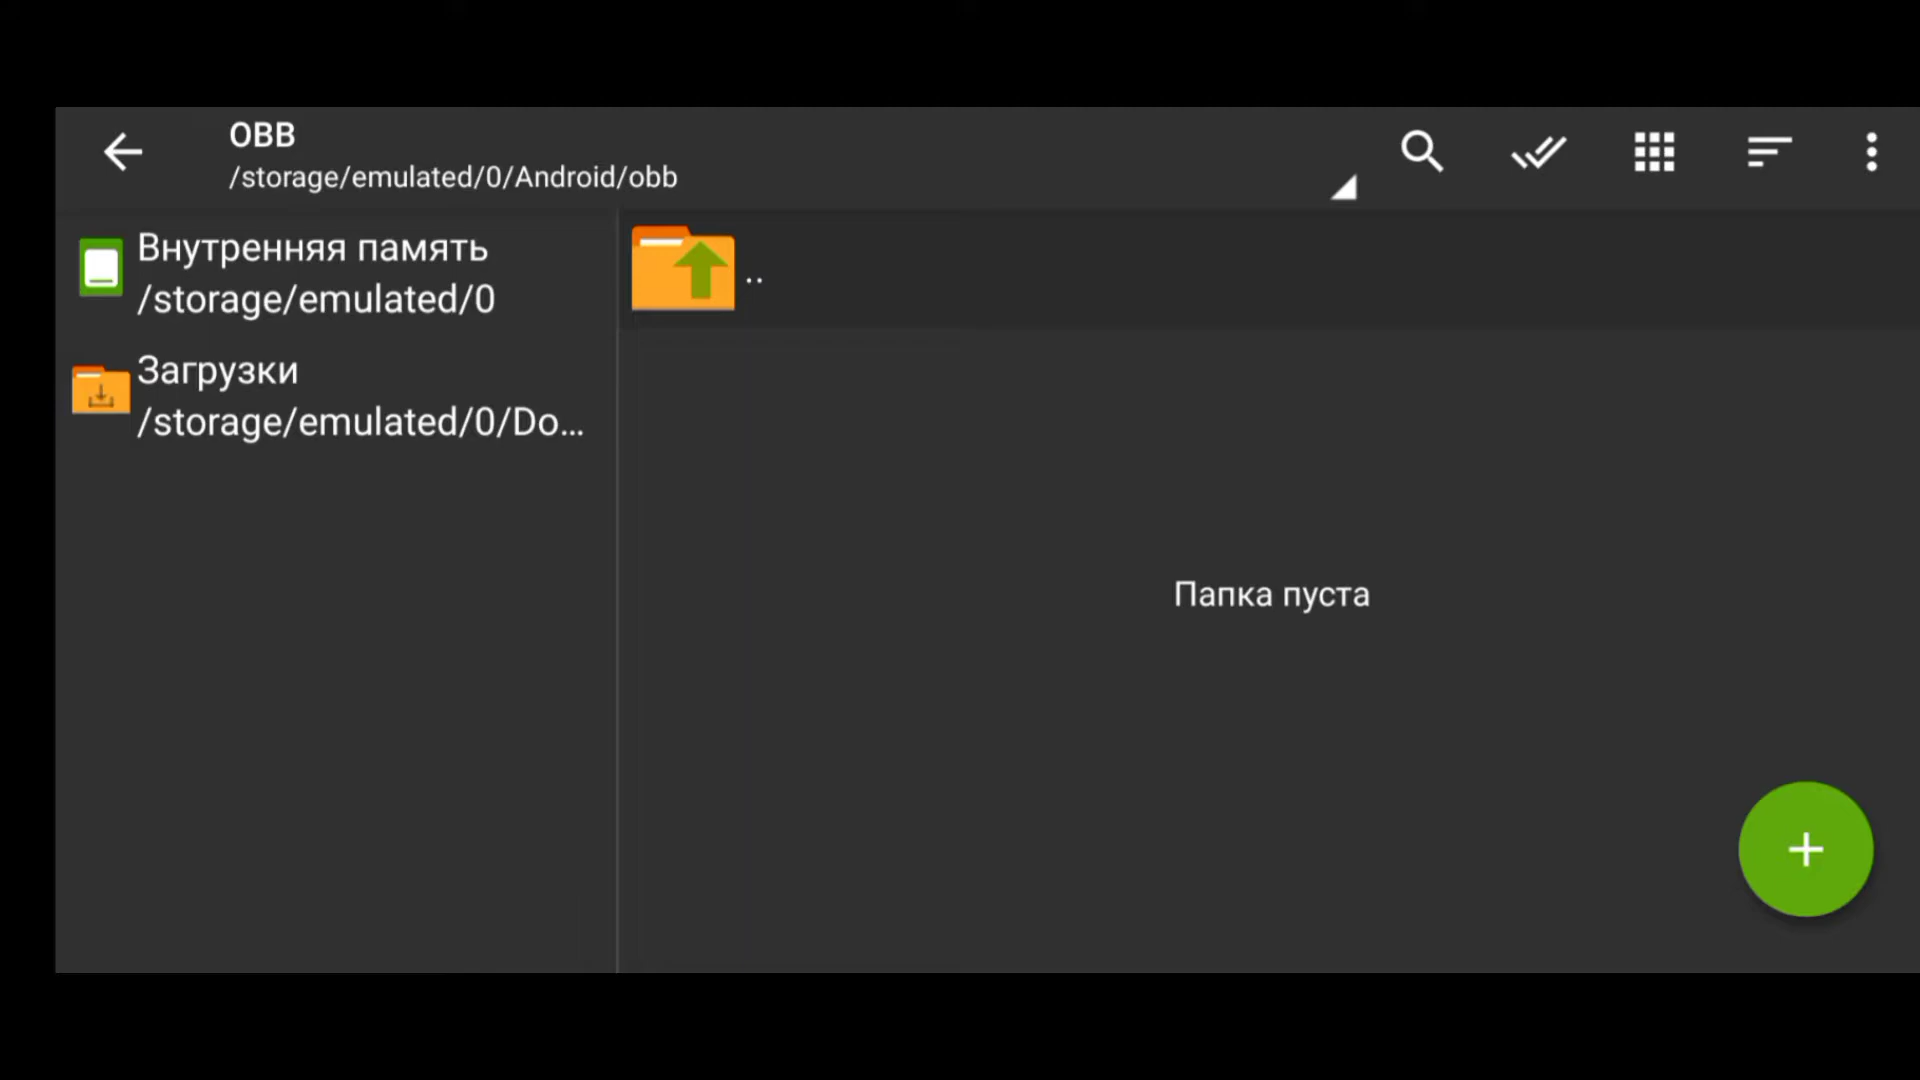 OBB
/storage/emulated/0/Android/obb
Внутренняя память
/storage/emulated/0
Загрузки
/storage/emulated/0/Do...
..
Папка пуста